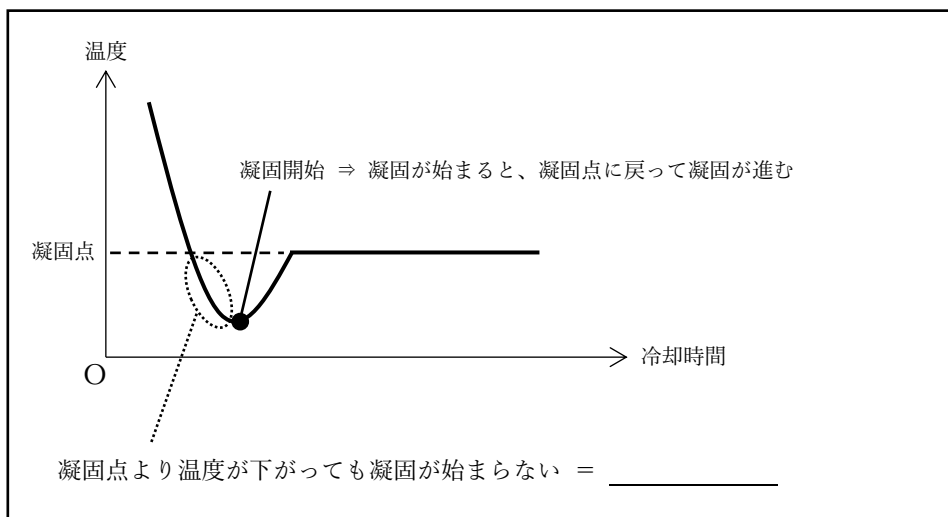 温度
凝固開始 ⇒ 凝固が始まると、凝固点に戻って凝固が進む
凝固点
冷却時間
O
凝固点より温度が下がっても凝固が始まらない =